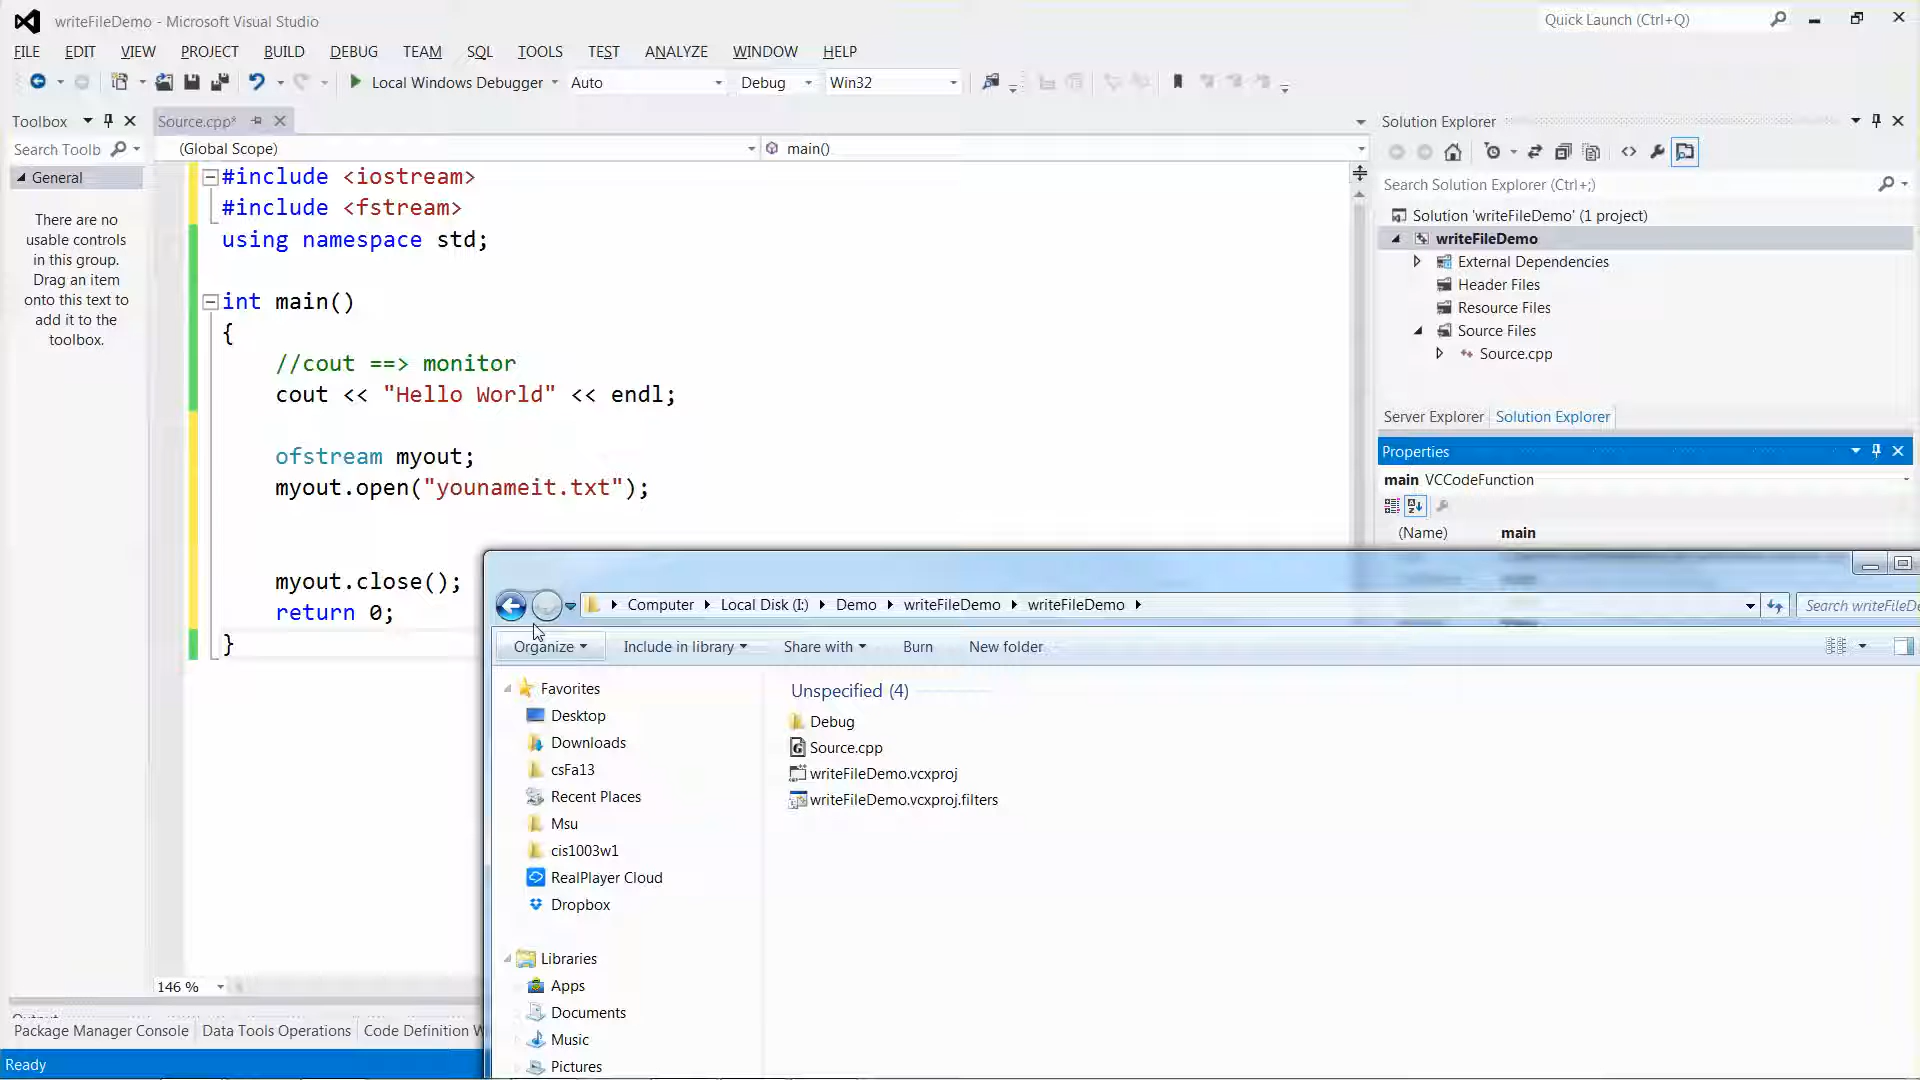 writeFileDemo - Microsoft Visual Studio
Quick Launch (Ctrl+Q)
FILE EDIT VIEW PROJECT BUILD DEBUG TEAM SQL TOOLS TEST ANALYZE WINDOW HELP
Local Windows Debugger Auto Debug Win32
Toolbox
Source.cpp*
Solution Explorer
Search Toolb
(Global Scope)
main()
General
There are no
usable controls
in this group.
Drag an item
onto this text to
add it to the
toolbox.
#include <iostream>
#include <fstream>
using namespace std;
int main()
{
//cout ==> monitor
cout << "Hello World" << endl;
ofstream myout;
myout.open("younameit.txt");
myout.close();
return 0;
}
146 %
Search Solution Explorer (Ctrl+;)
Solution 'writeFileDemo' (1 project)
writeFileDemo
External Dependencies
Header Files
Resource Files
Source Files
Source.cpp
Server Explorer Solution Explorer
Properties
main VCCodeFunction
(Name) main
Computer Local Disk (I:) Demo writeFileDemo writeFileDemo
Search writeFileDe
Organize Include in library Share with Burn New folder
Favorites
Desktop
Downloads
csFa13
Recent Places
Msu
cis1003w1
RealPlayer Cloud
Dropbox
Libraries
Apps
Documents
Music
Pictures
Unspecified (4)
Debug
Source.cpp
writeFileDemo.vcxproj
writeFileDemo.vcxproj.filters
Package Manager Console Data Tools Operations Code Definition W
Ready